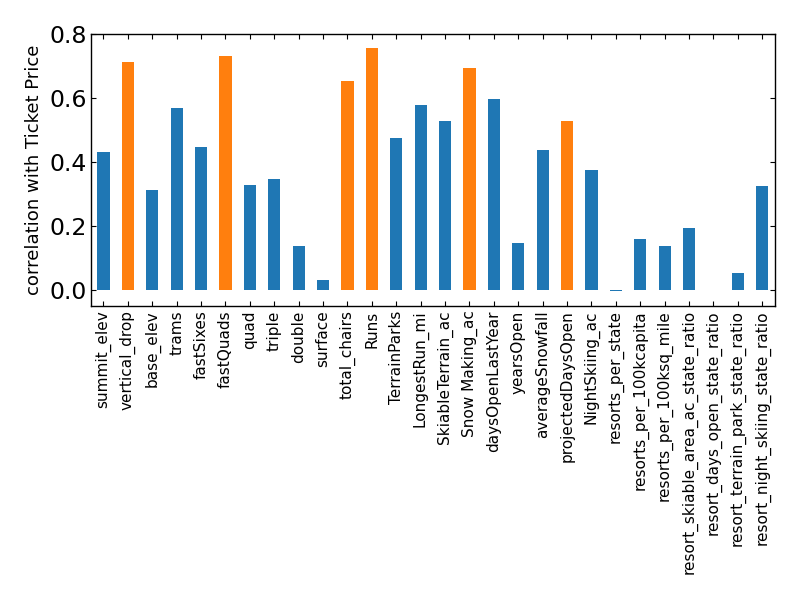 correlation with Ticket Price
0.8
0.6
0.4
0.2
0.0
summit_elev
vertical_drop
base_elev
trams
fastSixes
fastQuads
quad
triple
double
surface
total_chairs
Runs
TerrainParks
LongestRun_mi
SkiableTerrain_ac
Snow Making_ac
daysOpenLastYear
yearsOpen
averageSnowfall
projectedDaysOpen
NightSkiing_ac
resorts_per_state
resorts_per_100kcapita
resorts_per_100ksq_mile
resort_skiable_area_ac_state_ratio
resort_days_open_state_ratio
resort_terrain_park_state_ratio
resort_night_skiing_state_ratio